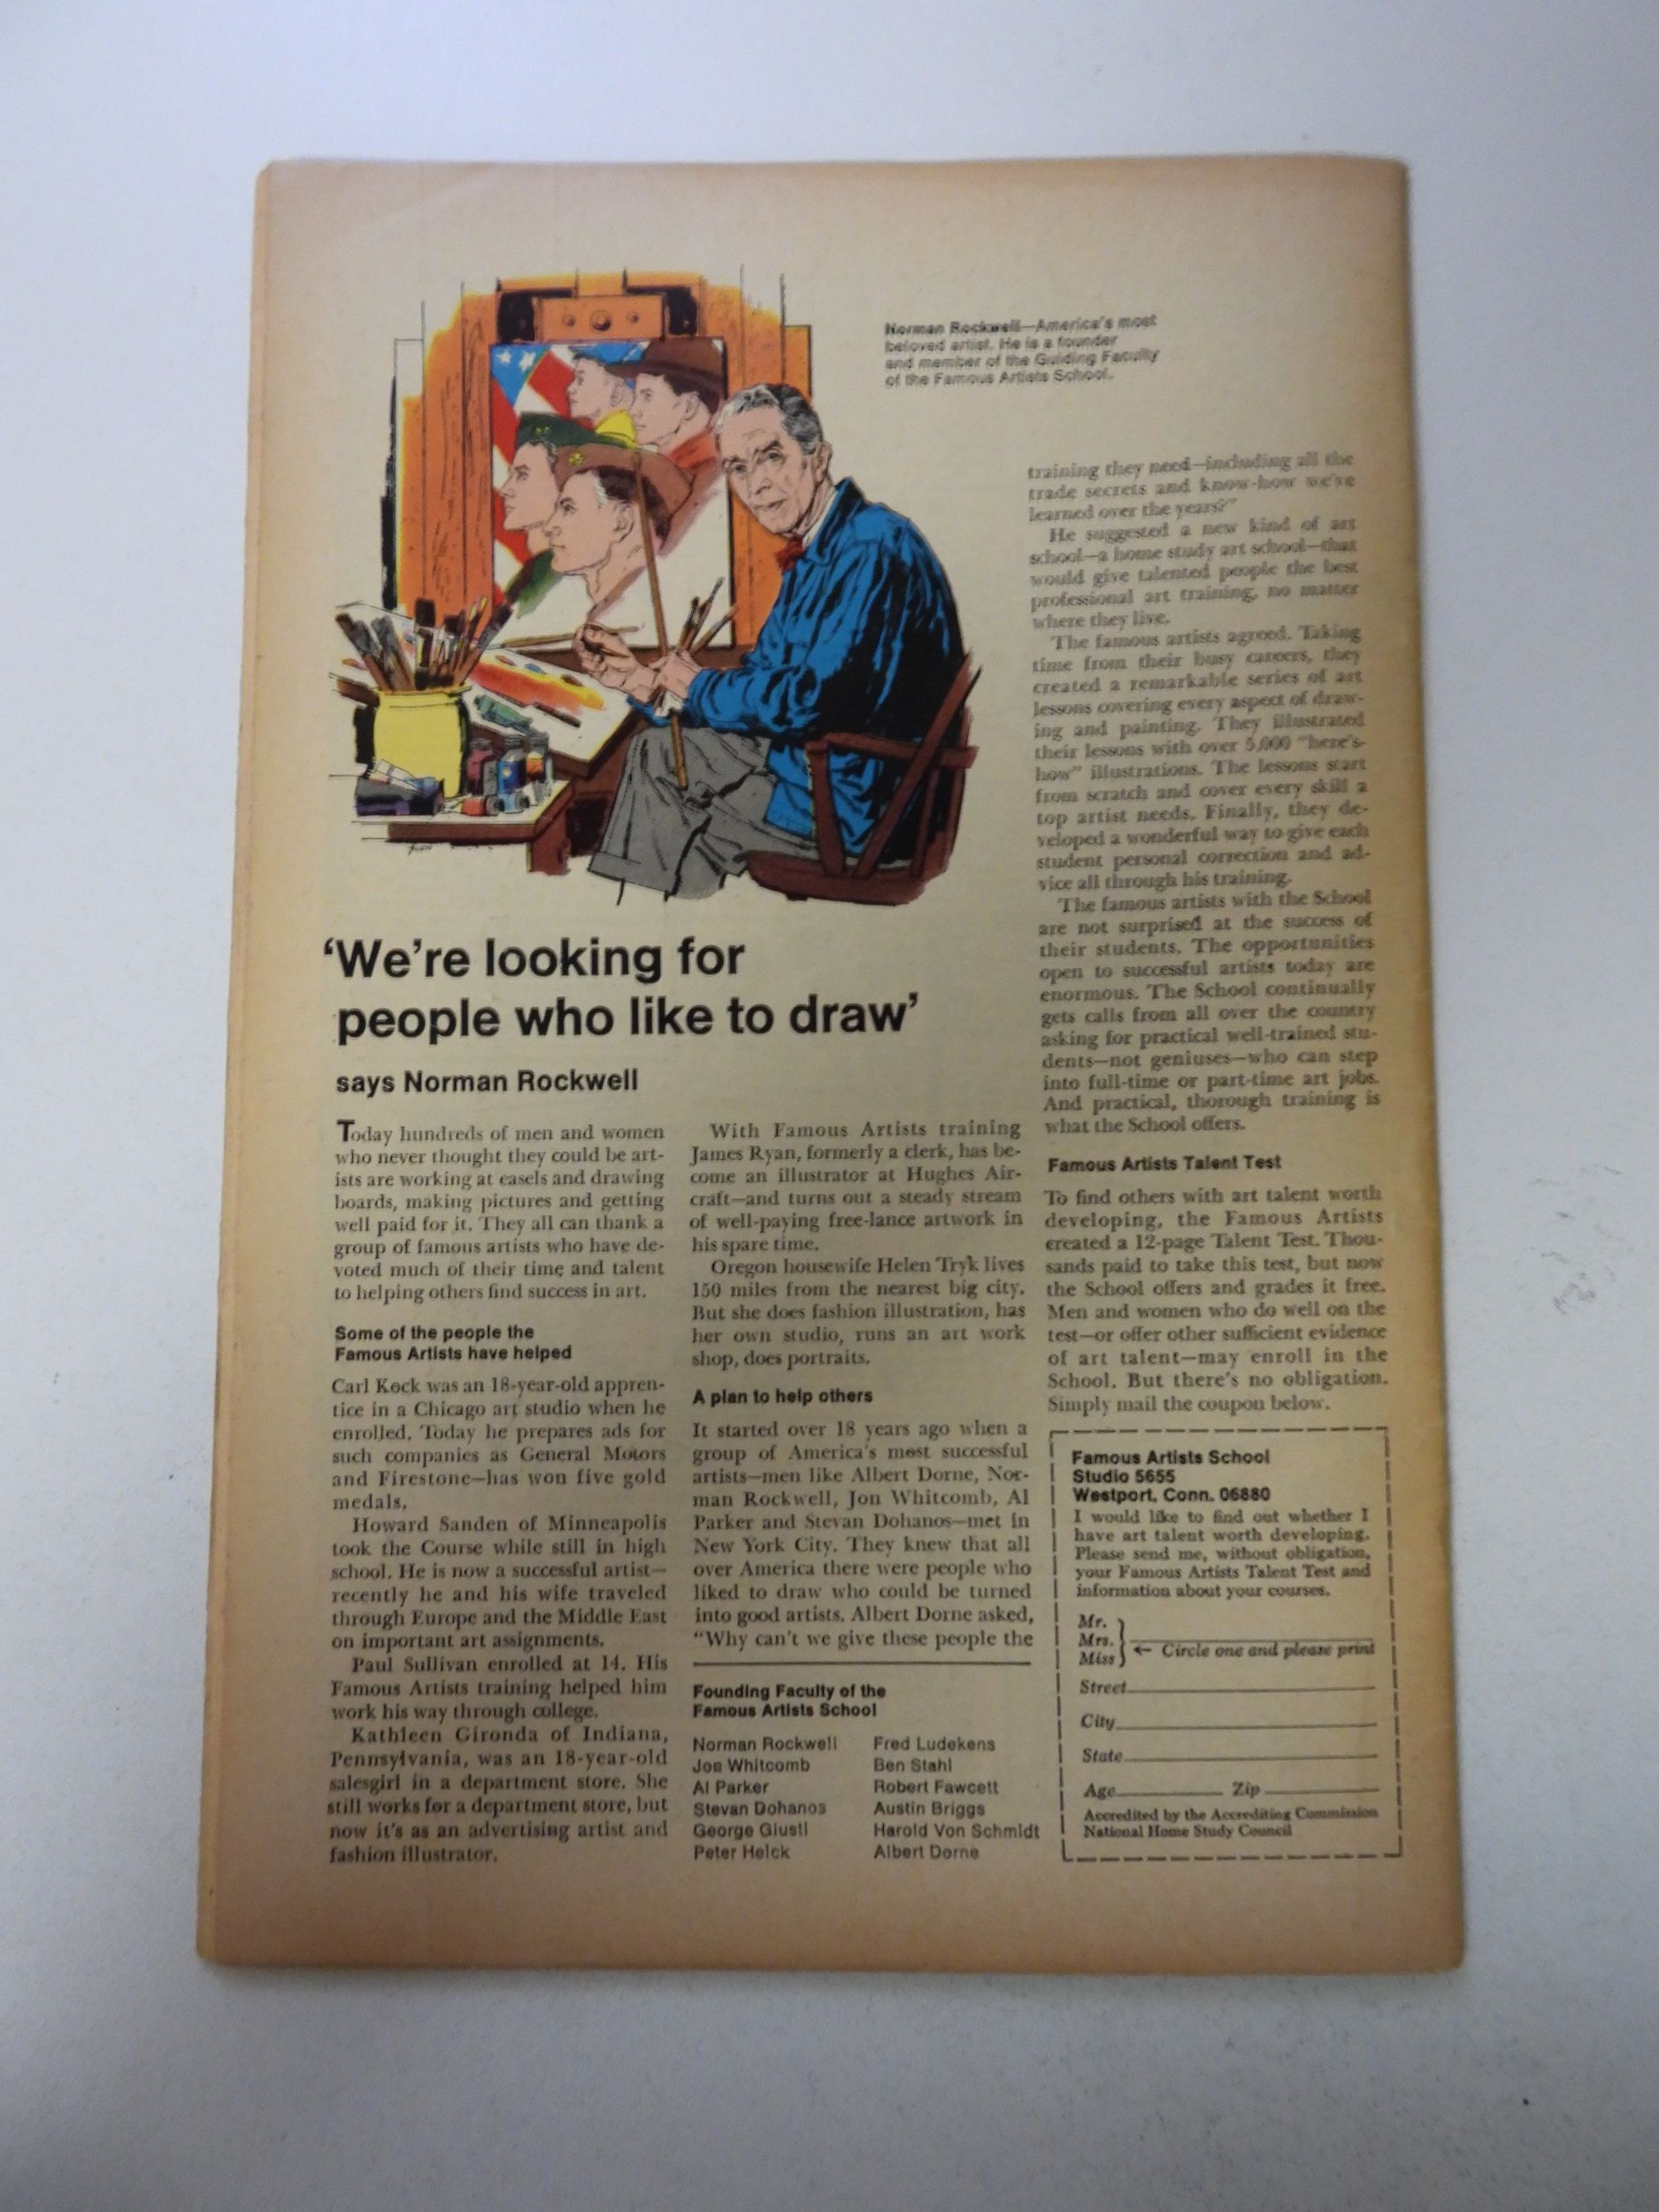 Norman Rockwell—America's most
beloved artist. He is a founder
and member of the Guiding Faculty
of the Famous Artists School.
'We're looking for
people who like to draw'
says Norman Rockwell
Today hundreds of men and women
who never thought they could be art-
ists are working at easels and drawing
boards, making pictures and getting
well paid for it. They all can thank a
group of famous artists who have de-
voted much of their time and talent
to helping others find success in art.
Some of the people the
Famous Artists have helped
Carl Kock was an 18-year-old appren-
tice in a Chicago art studio when he
enrolled. Today he prepares ads for
such companies as General Motors
and Firestone—has won five gold
medals.
Howard Sanden of Minneapolis
took the Course while still in high
school. He is now a successful artist—
recently he and his wife traveled
through Europe and the Middle East
on important art assignments.
Paul Sullivan enrolled at 14. His
Famous Artists training helped him
work his way through college.
Kathleen Gironda of Indiana,
Pennsylvania, was an 18-year-old
salesgirl in a department store. She
still works for a department store, but
now it's as an advertising artist and
fashion illustrator.
With Famous Artists training
James Ryan, formerly a clerk, has be-
come an illustrator at Hughes Air-
craft—and turns out a steady stream
of well-paying free-lance artwork in
his spare time.
Oregon housewife Helen Tryk lives
150 miles from the nearest big city.
But she does fashion illustration, has
her own studio, runs an art work
shop, does portraits.
A plan to help others
It started over 18 years ago when a
group of America's most successful
artists—men like Albert Dorne, Nor-
man Rockwell, Jon Whitcomb, Al
Parker and Stevan Dohanos—met in
New York City. They knew that all
over America there were people who
liked to draw who could be turned
into good artists. Albert Dorne asked,
"Why can't we give these people the
training they need—including all the
trade secrets and know-how we've
learned over the years?"
He suggested a new kind of art
school—a home study art school—that
would give talented people the best
professional art training, no matter
where they live.
The famous artists agreed. Taking
time from their busy careers, they
created a remarkable series of art
lessons covering every aspect of draw-
ing and painting. They illustrated
their lessons with over 5,000 "here's-
how" illustrations. The lessons start
from scratch and cover every skill a
top artist needs. Finally, they de-
veloped a wonderful way to give each
student personal correction and ad-
vice all through his training.
The famous artists with the School
are not surprised at the success of
their students. The opportunities
open to successful artists today are
enormous. The School continually
gets calls from all over the country
asking for practical well-trained stu-
dents—not geniuses—who can step
into full-time or part-time art jobs.
And practical, thorough training is
what the School offers.
Famous Artists Talent Test
To find others with art talent worth
developing, the Famous Artists
created a 12-page Talent Test. Thou-
sands paid to take this test, but now
the School offers and grades it free.
Men and women who do well on the
test—or offer other sufficient evidence
of art talent—may enroll in the
School. But there's no obligation.
Simply mail the coupon below.
Founding Faculty of the
Famous Artists School
Norman Rockwell
Jon Whitcomb
Al Parker
Stevan Dohanos
George Giusti
Peter Helck
Fred Ludekens
Ben Stahl
Robert Fawcett
Austin Briggs
Harold Von Schmidt
Albert Dorne
Famous Artists School
Studio 5655
Westport, Conn. 06880
I would like to find out whether I
have art talent worth developing.
Please send me, without obligation,
your Famous Artists Talent Test and
information about your courses.
Mr.
Mrs.
Miss
← Circle one and please print
Street
City
State
Age Zip
Accredited by the Accrediting Commission
National Home Study Council